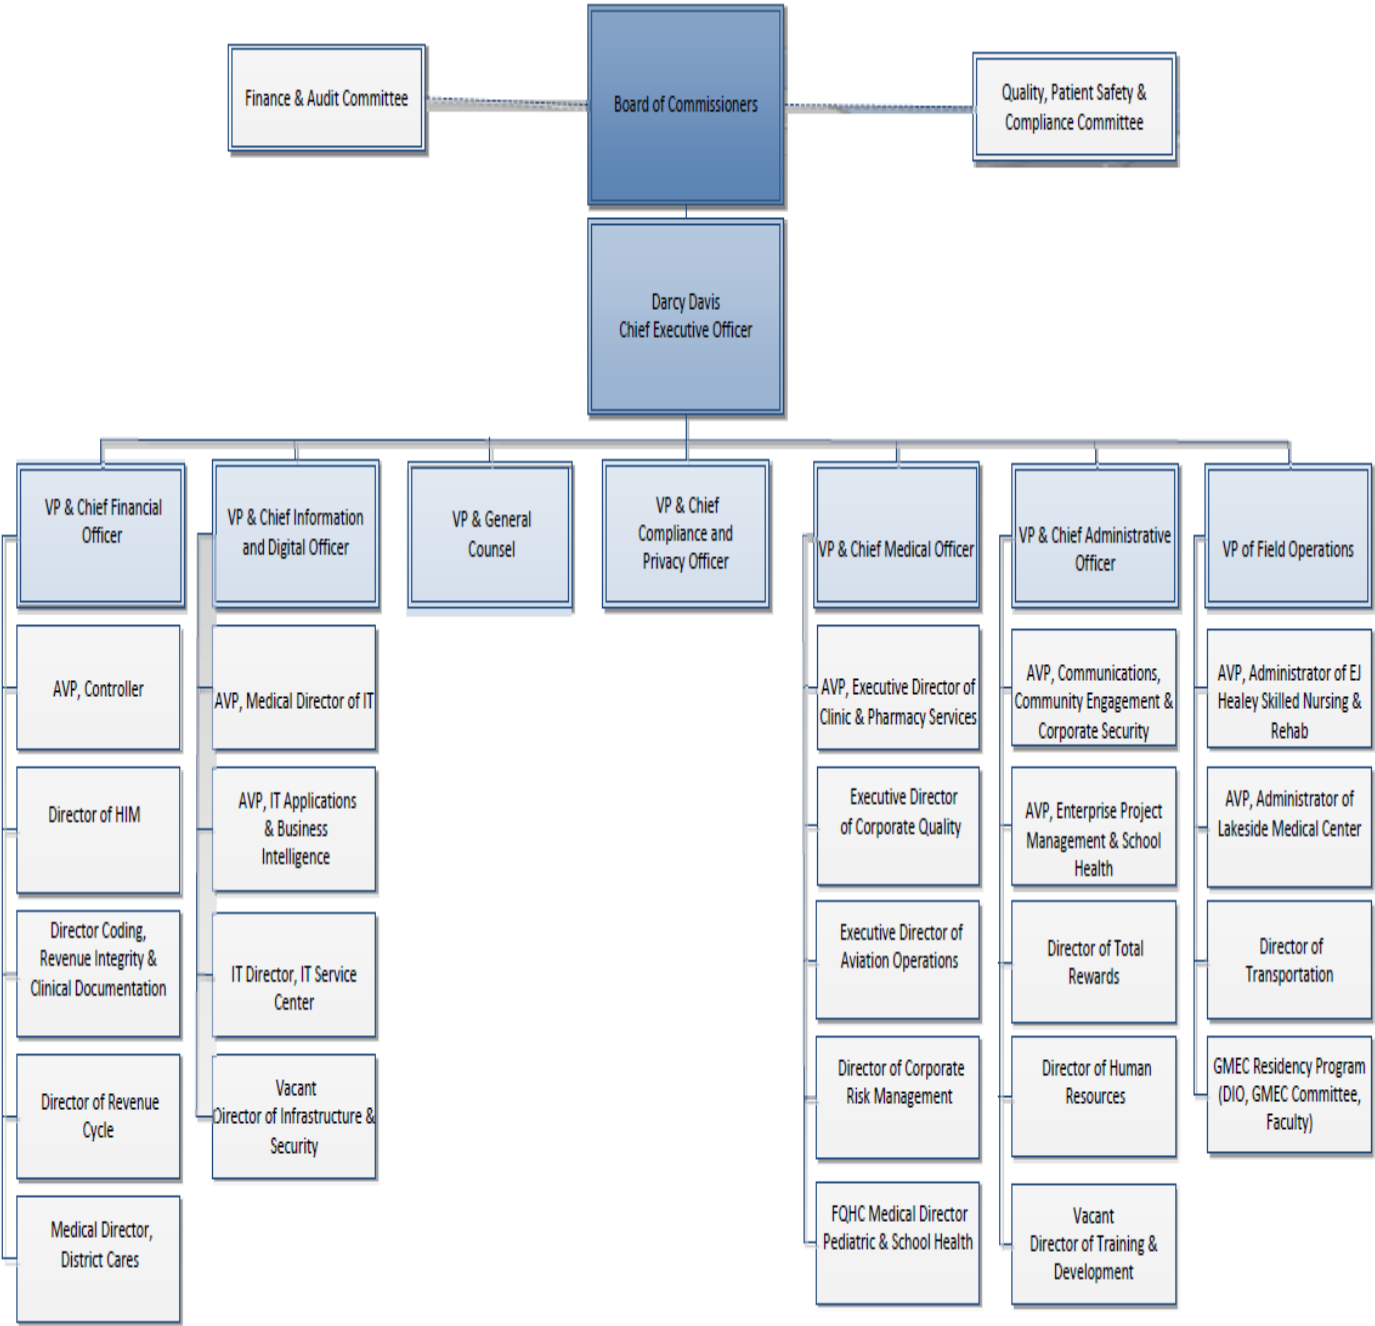 Finance & Audit Committee
Board of Commissioners
Quality, Patient Safety &
Compliance Committee
Darcy Davis
Chief Executive Officer
VP & Chief Financial
Officer
VP & Chief Information
and Digital Officer
VP & General
Counsel
VP & Chief
Compliance and
Privacy Officer
VP & Chief Medical Officer
VP & Chief Administrative
Officer
VP of Field Operations
AVP, Controller
Director of HIM
Director Coding,
Revenue Integrity &
Clinical Documentation
Director of Revenue
Cycle
Medical Director,
District Cares
AVP, Medical Director of IT
AVP, IT Applications
& Business
Intelligence
IT Director, IT Service
Center
Vacant
Director of Infrastructure &
Security
AVP, Executive Director of
Clinic & Pharmacy Services
Executive Director
of Corporate Quality
Executive Director of
Aviation Operations
Director of Corporate
Risk Management
FQHC Medical Director
Pediatric & School Health
AVP, Communications,
Community Engagement &
Corporate Security
AVP, Enterprise Project
Management & School
Health
Director of Total
Rewards
Director of Human
Resources
Vacant
Director of Training &
Development
AVP, Administrator of EJ
Healey Skilled Nursing &
Rehab
AVP, Administrator of
Lakeside Medical Center
Director of
Transportation
GMEC Residency Program
(DIO, GMEC Committee,
Faculty)